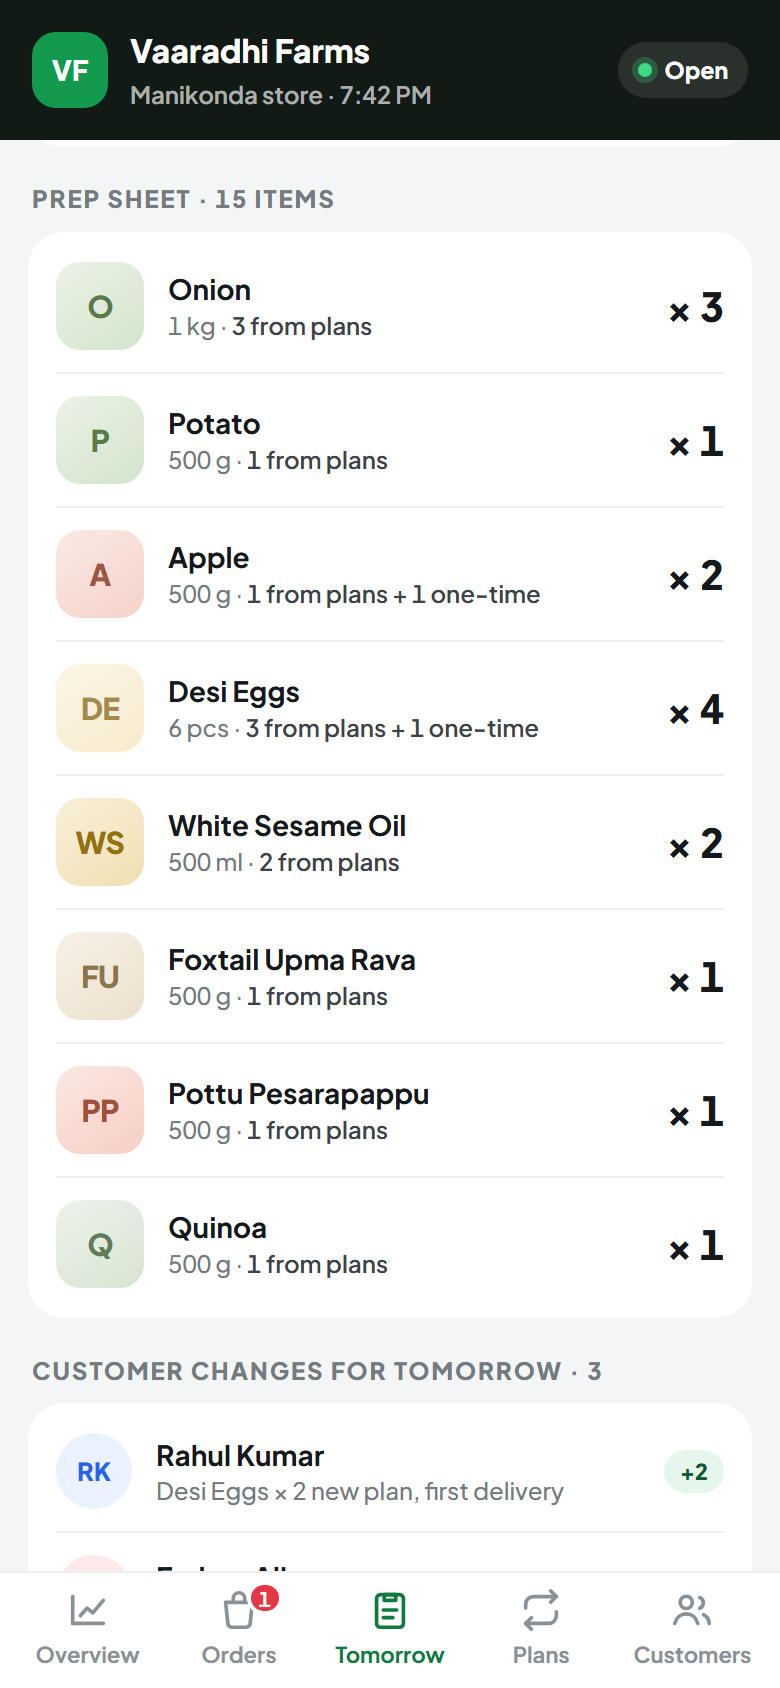 VF
Vaaradhi Farms
Manikonda store · 7:42 PM
Open
PREP SHEET · 15 ITEMS
O
Onion
1 kg · 3 from plans
× 3
P
Potato
500 g · 1 from plans
× 1
A
Apple
500 g · 1 from plans + 1 one-time
× 2
DE
Desi Eggs
6 pcs · 3 from plans + 1 one-time
× 4
WS
White Sesame Oil
500 ml · 2 from plans
× 2
FU
Foxtail Upma Rava
500 g · 1 from plans
× 1
PP
Pottu Pesarapappu
500 g · 1 from plans
× 1
Q
Quinoa
500 g · 1 from plans
× 1
CUSTOMER CHANGES FOR TOMORROW · 3
RK
Rahul Kumar
Desi Eggs × 2 new plan, first delivery
+2
1
Overview
Orders
Tomorrow
Plans
Customers